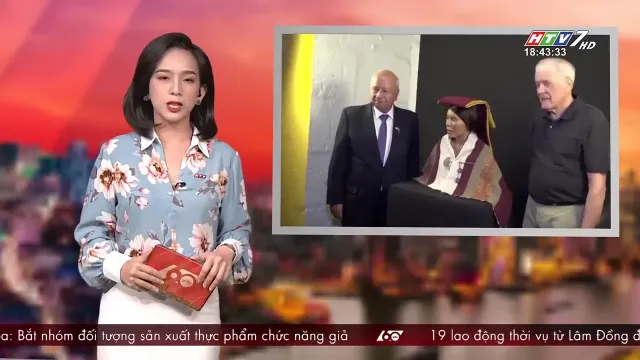 HTV7 HD
18:43:33
a: Bắt nhóm đối tượng sản xuất thực phẩm chức năng giả
60
19 lao động thời vụ từ Lâm Đồng đ